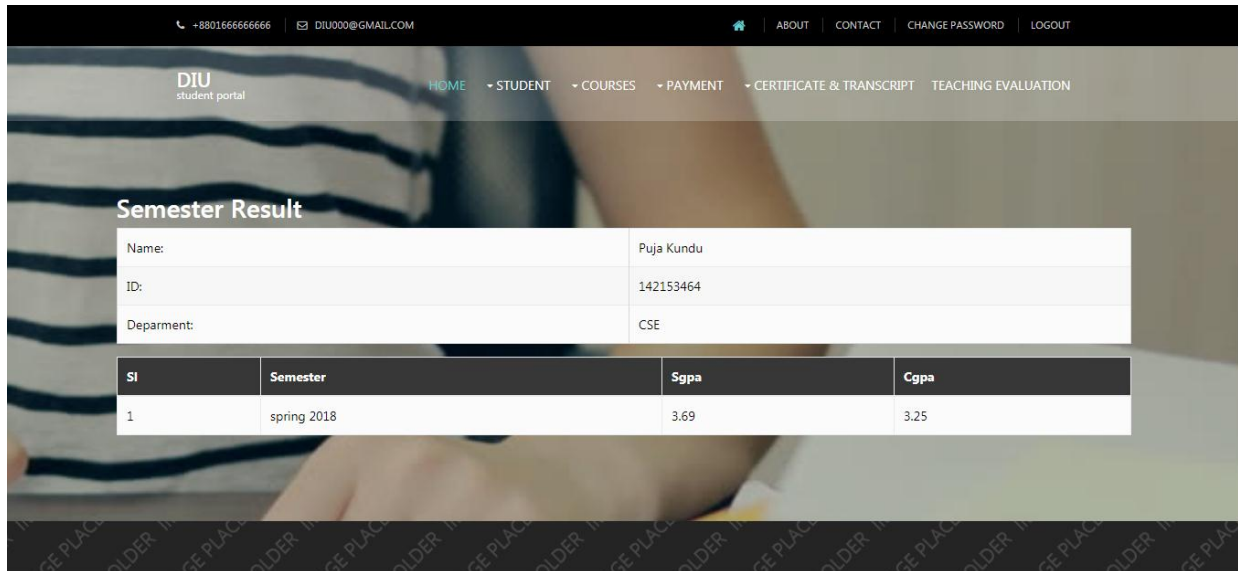 +8801666666666 DIU000@GMAIL.COM ABOUT CONTACT CHANGE PASSWORD LOGOUT
DIU
student portal
HOME STUDENT COURSES PAYMENT CERTIFICATE & TRANSCRIPT TEACHING EVALUATION
Semester Result
Name: Puja Kundu
ID: 142153464
Deparment: CSE
Sl Semester Sgpa Cgpa
1 spring 2018 3.69 3.25